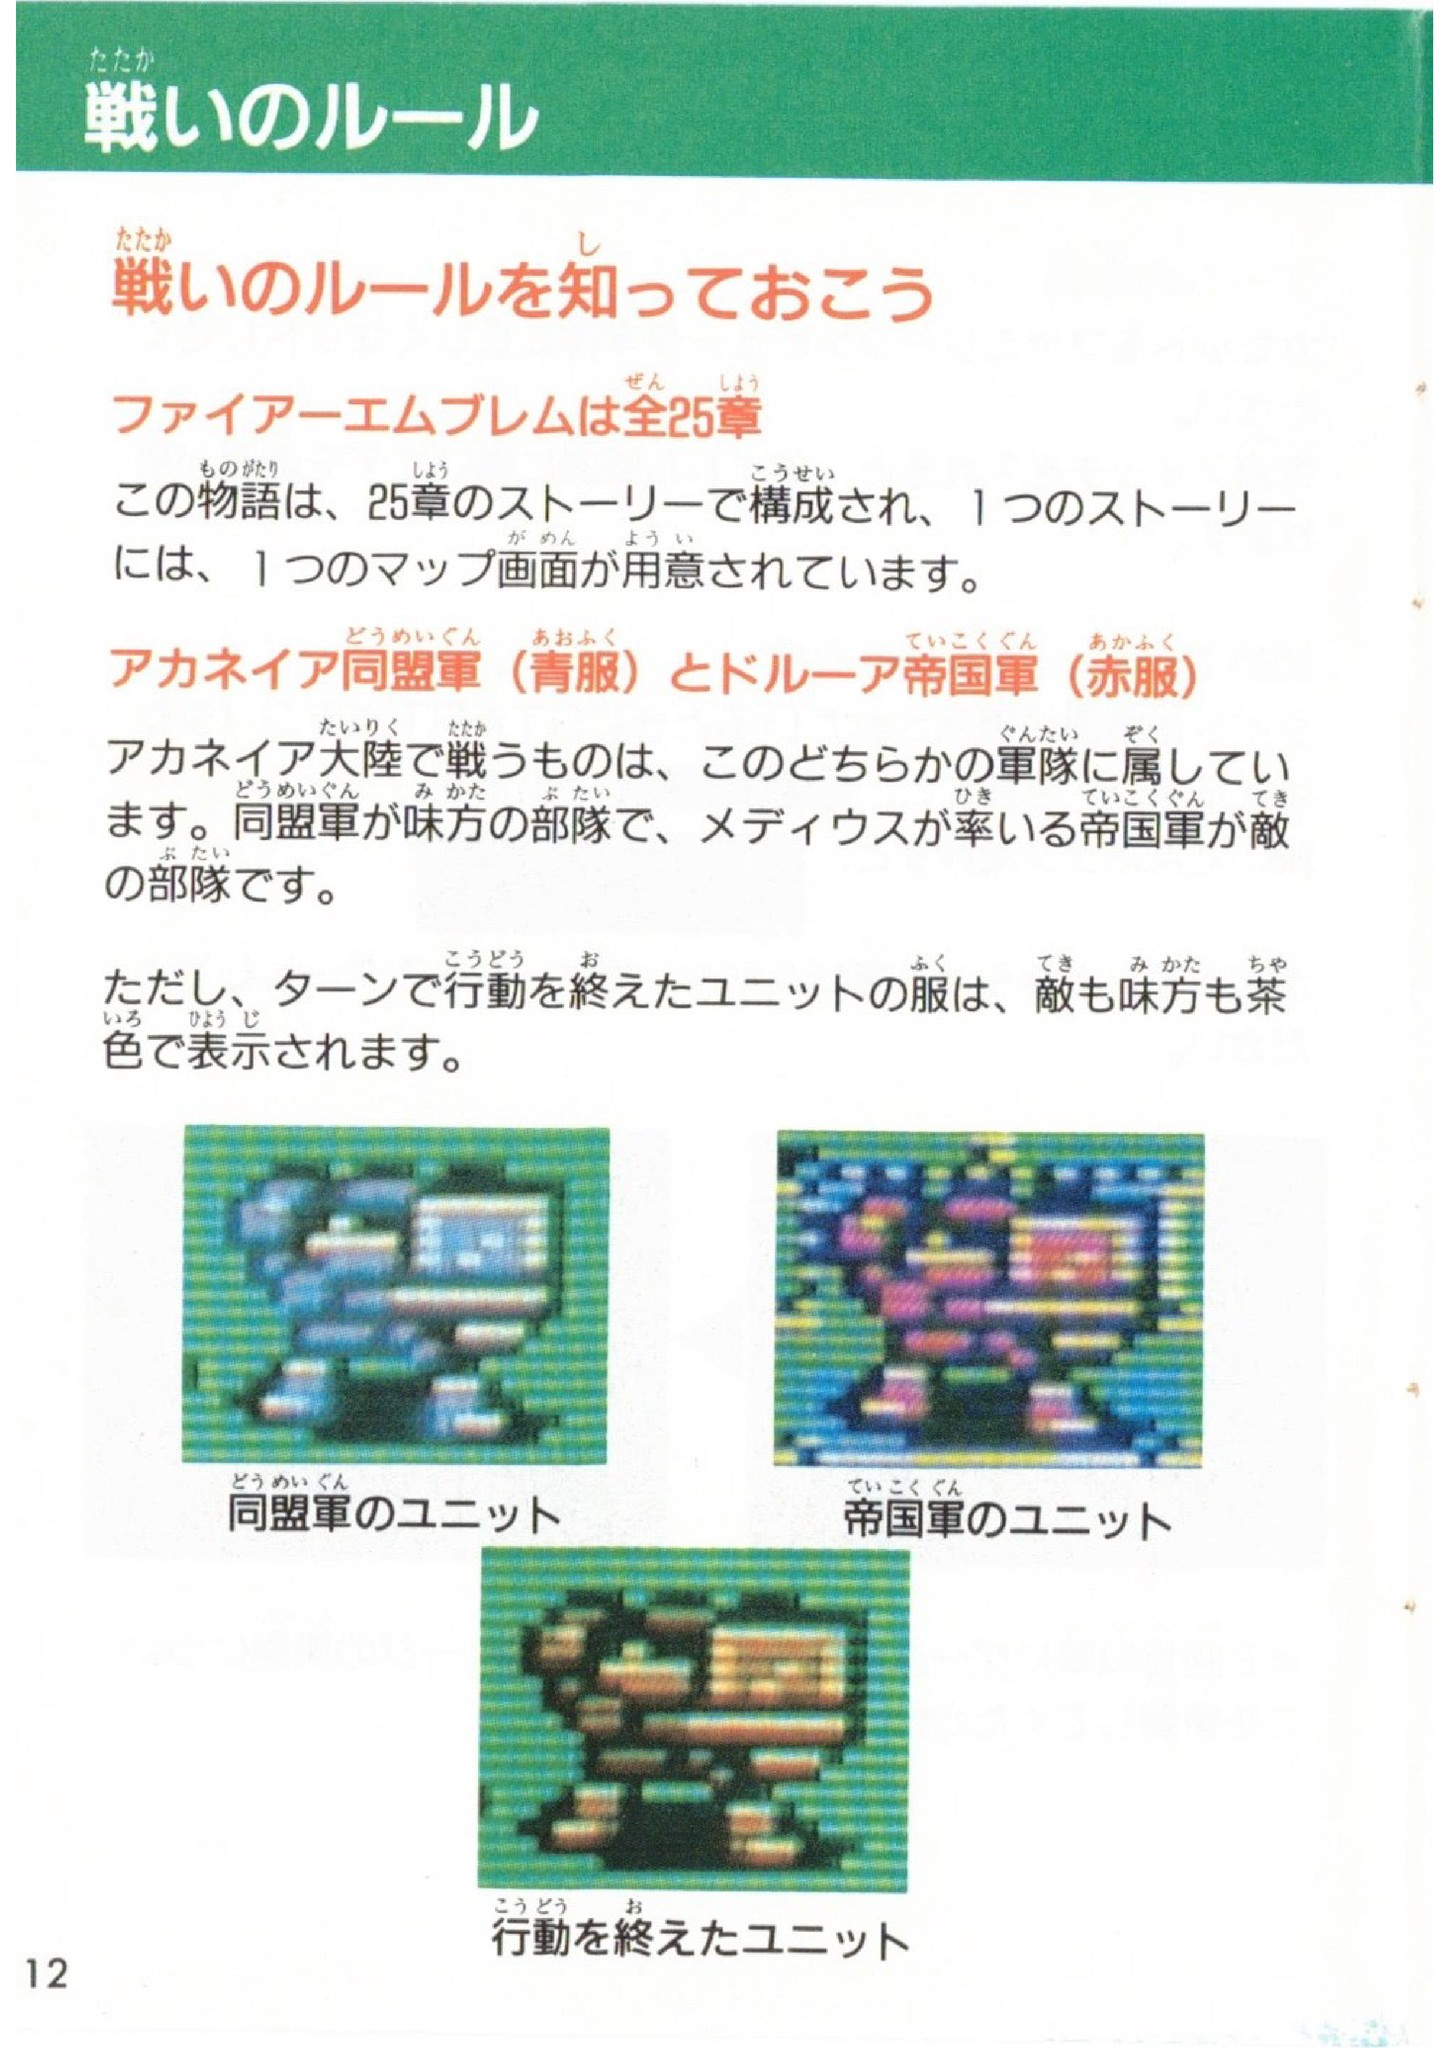 戦いのルール
戦いのルールを知っておこう
ファイアーエムブレムは全25章
この物語は、25章のストーリーで構成され、1つのストーリー
には、1つのマップ画面が用意されています。
アカネイア同盟軍（青服）とドルーア帝国軍（赤服）
アカネイア大陸で戦うものは、このどちらかの軍隊に属してい
ます。同盟軍が味方の部隊で、メディウスが率いる帝国軍が敵
の部隊です。
ただし、ターンで行動を終えたユニットの服は、敵も味方も茶
色で表示されます。
同盟軍のユニット
帝国軍のユニット
行動を終えたユニット
12